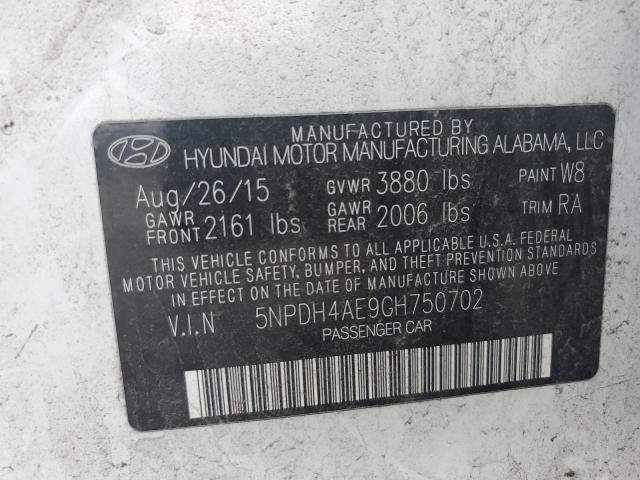 MANUFACTURED BY
HYUNDAI MOTOR MANUFACTURING ALABAMA, LLC
Aug/26/15 GVWR 3880 lbs PAINT W8
GAWR FRONT 2161 lbs GAWR REAR 2006 lbs TRIM RA
THIS VEHICLE CONFORMS TO ALL APPLICABLE U.S.A. FEDERAL
MOTOR VEHICLE SAFETY, BUMPER, AND THEFT PREVENTION STANDARDS
IN EFFECT ON THE DATE OF MANUFACTURE SHOWN ABOVE.
V.I.N 5NPDH4AE9GH750702
PASSENGER CAR